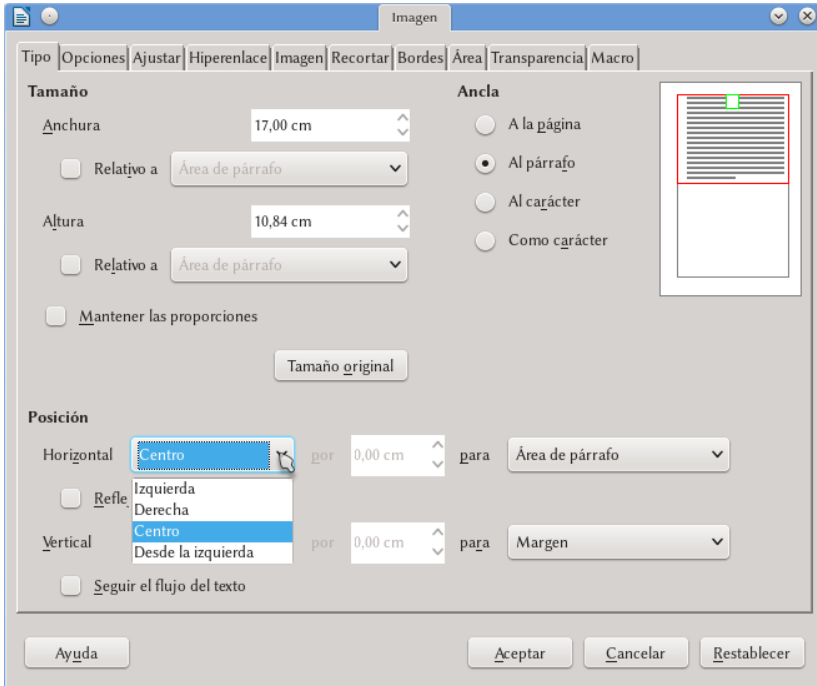 Imagen
Tipo Opciones Ajustar Hiperenlace Imagen Recortar Bordes Área Transparencia Macro
Tamaño
Anchura 17,00 cm
Relativo a Área de párrafo
Altura 10,84 cm
Relativo a Área de párrafo
Mantener las proporciones
Tamaño original
Ancla
A la página
Al párrafo
Al carácter
Como carácter
Posición
Horizontal Centro por 0,00 cm para Área de párrafo
Izquierda
Refle
Derecha
Centro
Desde la izquierda
Vertical por 0,00 cm para Margen
Seguir el flujo del texto
Ayuda Aceptar Cancelar Restablecer